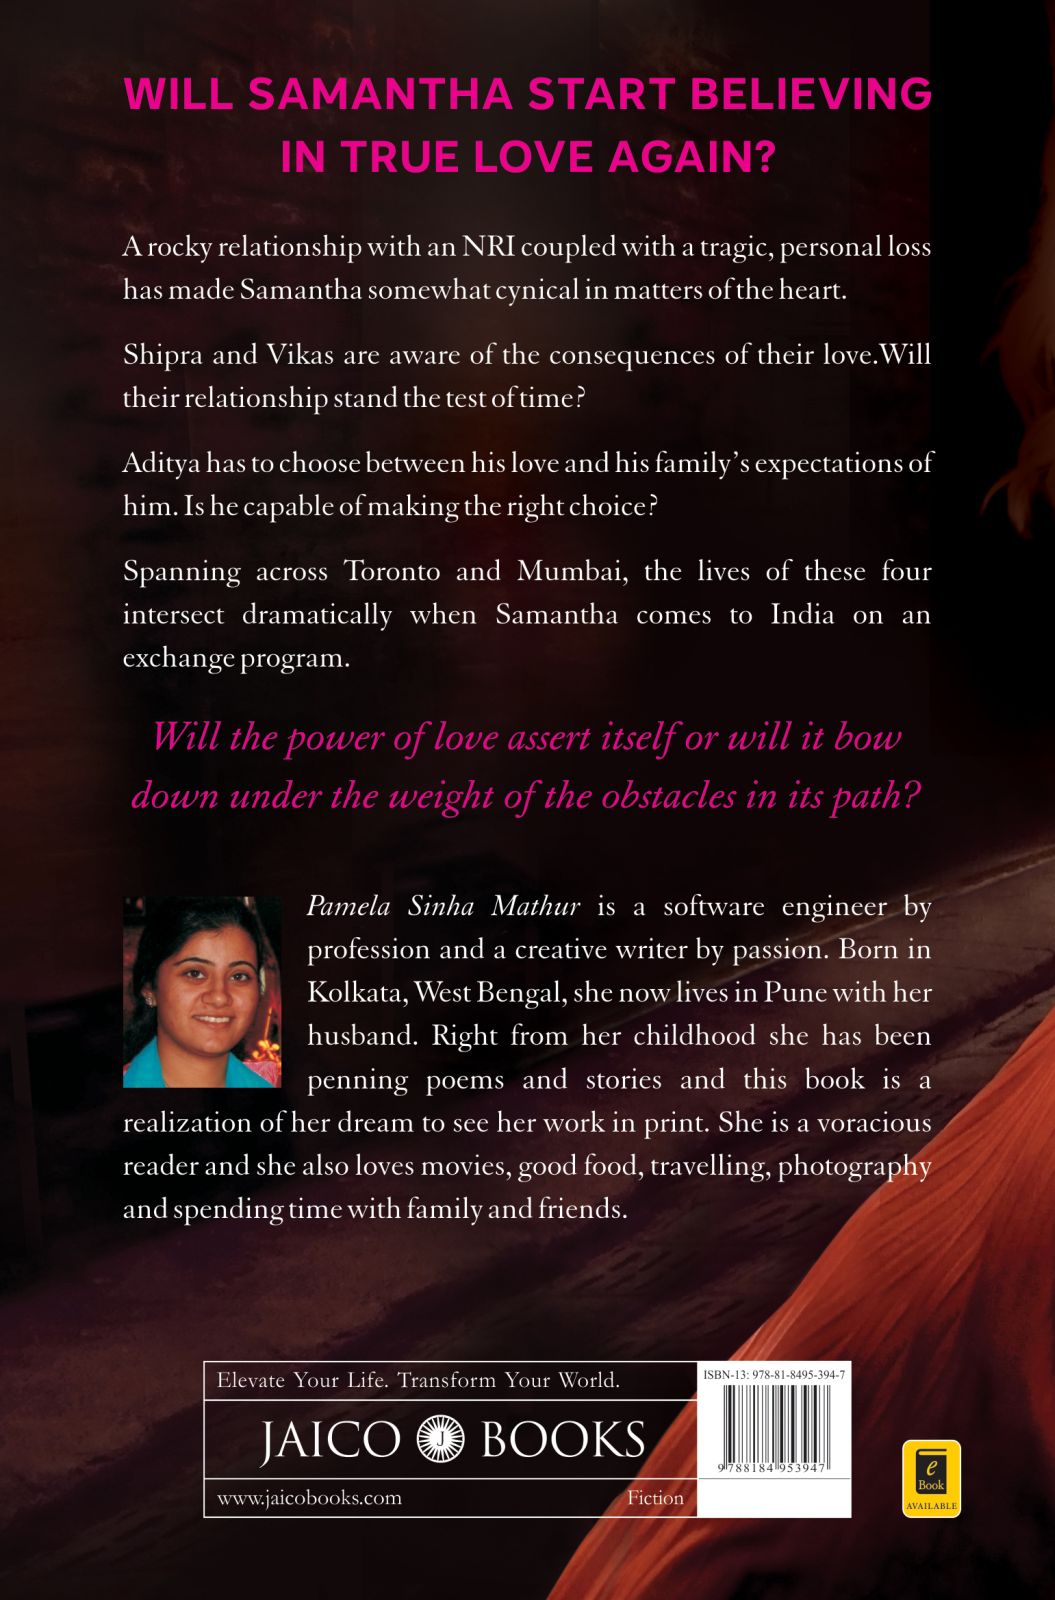 WILL SAMANTHA START BELIEVING
IN TRUE LOVE AGAIN?
A rocky relationship with an NRI coupled with a tragic, personal loss
has made Samantha somewhat cynical in matters of the heart.
Shipra and Vikas are aware of the consequences of their love.Will
their relationship stand the test of time?
Aditya has to choose between his love and his family’s expectations of
him. Is he capable of making the right choice?
Spanning across Toronto and Mumbai, the lives of these four
intersect dramatically when Samantha comes to India on an
exchange program.
Will the power of love assert itself or will it bow
down under the weight of the obstacles in its path?
Pamela Sinha Mathur is a software engineer by
profession and a creative writer by passion. Born in
Kolkata, West Bengal, she now lives in Pune with her
husband. Right from her childhood she has been
penning poems and stories and this book is a
realization of her dream to see her work in print. She is a voracious
reader and she also loves movies, good food, travelling, photography
and spending time with family and friends.
Elevate Your Life. Transform Your World.
JAICO J BOOKS
www.jaicobooks.com Fiction
ISBN-13: 978-81-8495-394-7
9 788184 953947
e
Book
AVAILABLE